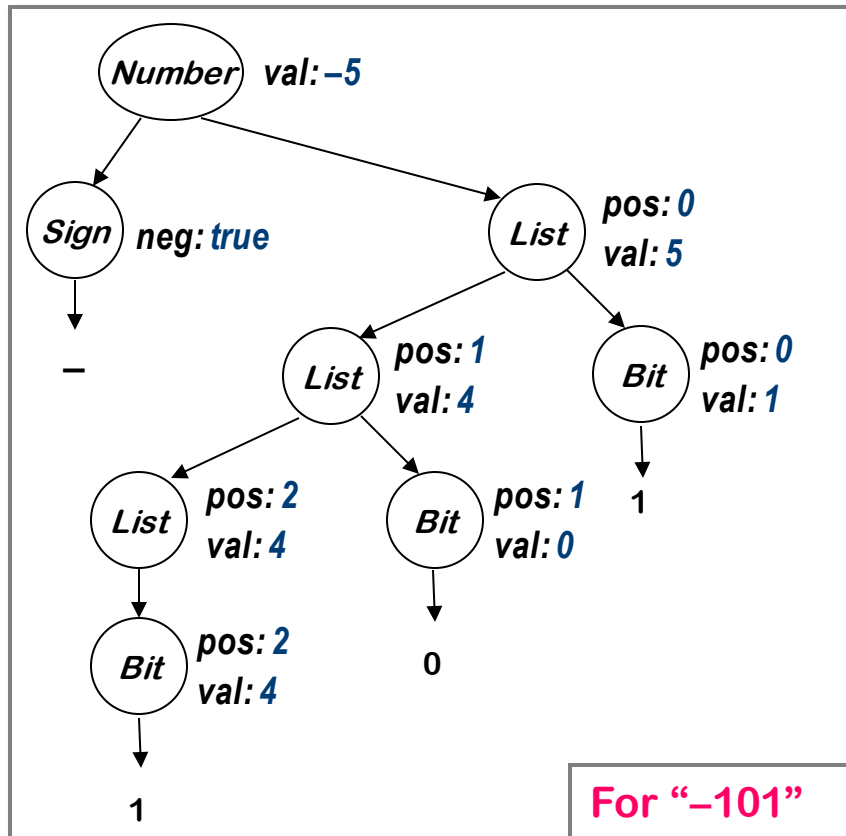 Number val: –5
Sign neg: true
List pos: 0
val: 5
–
List pos: 1
val: 4
Bit pos: 0
val: 1
List pos: 2
val: 4
Bit pos: 1
val: 0
1
Bit pos: 2
val: 4
0
1
For “–101”